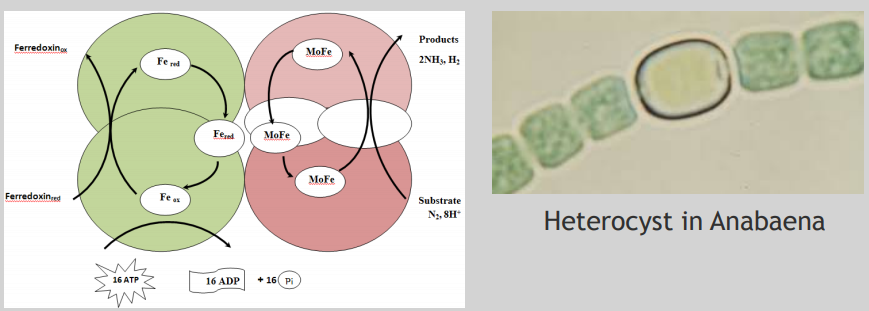 Ferredoxinox
Fe red
MoFe
Products
2NH3, H2
Fered
MoFe
MoFe
Ferredoxinred
Fe ox
Substrate
N2, 8H+
16 ATP
16 ADP
+ 16 Pi
Heterocyst in Anabaena